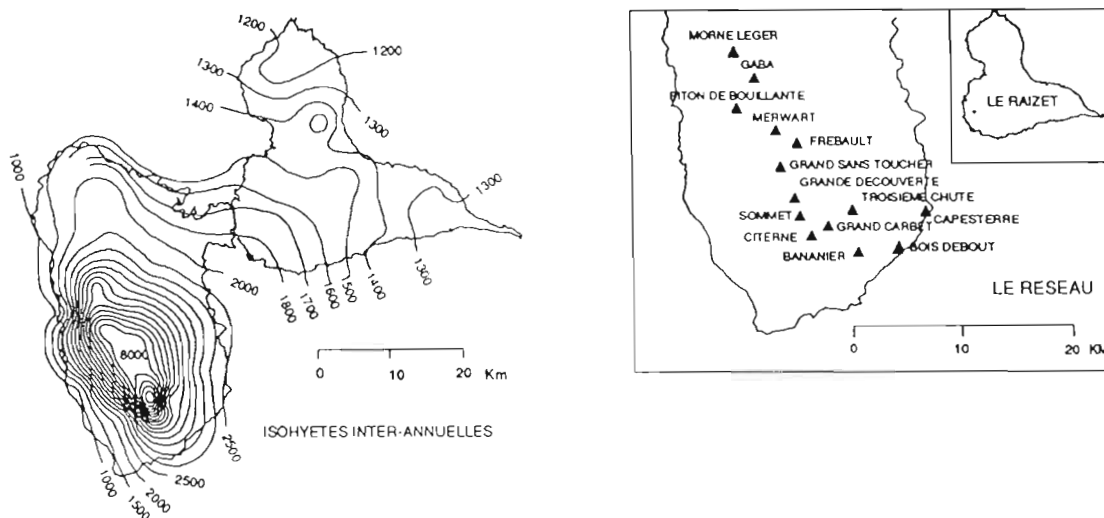 1200
1200
1300
1400
1300
1000
1300
2000
1800
1700
1600
1500
1400
1300
8000
0 10 20 Km
ISOHYETES INTER-ANNUELLES
2500
2500
2000
1500
1000
MORNE LEGER
GABA
PITON DE BOUILLANTE
MERWART
FREBAULT
GRAND SANS TOUCHER
GRANDE DECOUVERTE
TROISIEME CHUTE
SOMMET
GRAND CARBET
CAPESTERRE
CITERNE
BANANIER
BOIS DEBOUT
LE RAIZET
LE RESEAU
0 10 20 KM